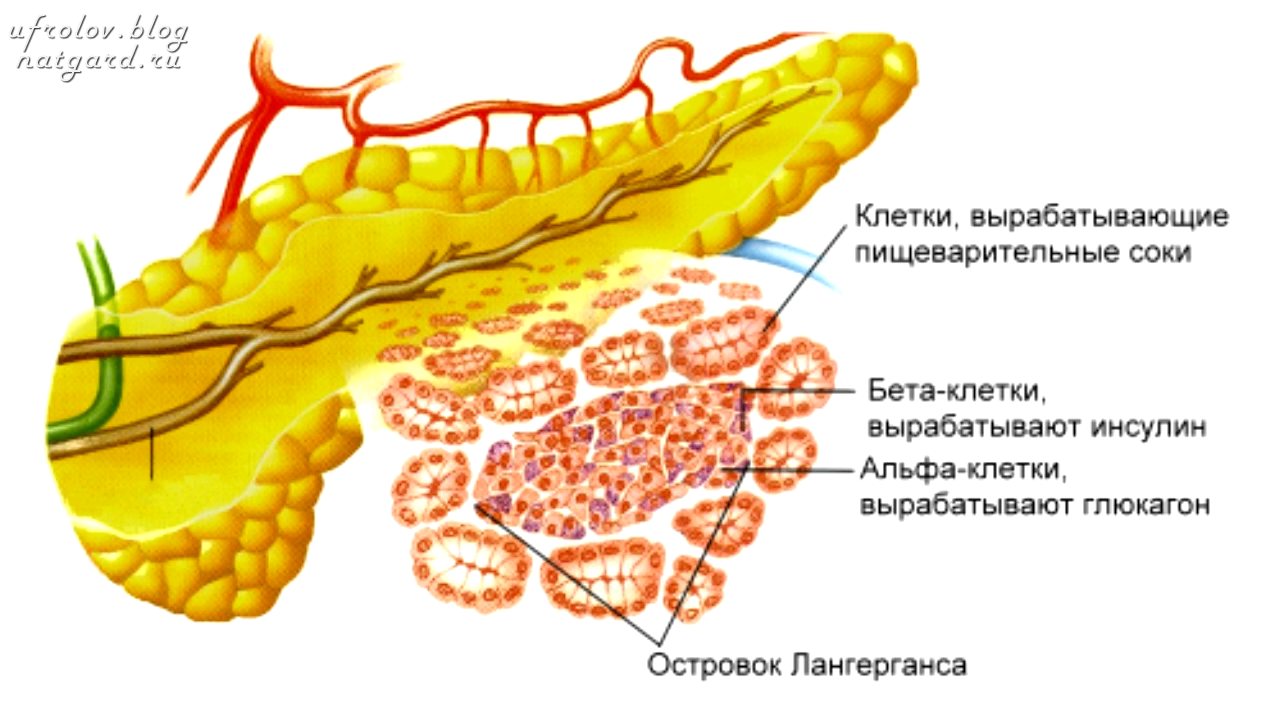 ufrolov.blog
natgard.ru
Клетки, вырабатывающие
пищеварительные соки
Бета-клетки,
вырабатывают инсулин
Альфа-клетки,
вырабатывают глюкагон
Островок Лангерганса